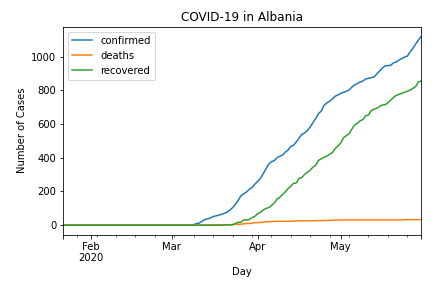 COVID-19 in Albania
confirmed
deaths
recovered
Number of Cases
1000
800
600
400
200
0
Feb
2020
Mar
Apr
May
Day